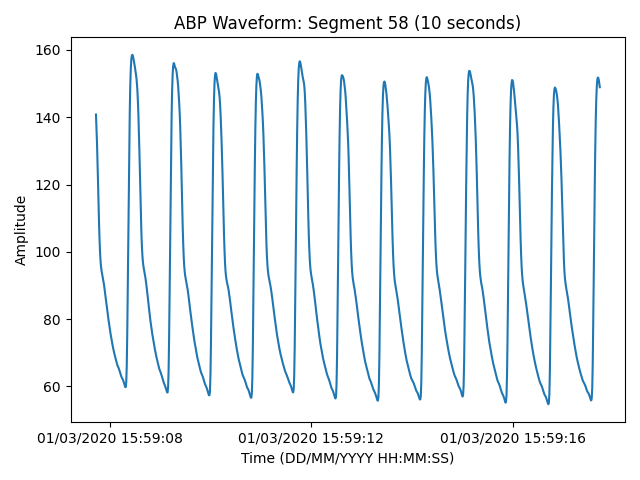 ABP Waveform: Segment 58 (10 seconds)
160
140
120
100
80
60
Amplitude
01/03/2020 15:59:08 01/03/2020 15:59:12 01/03/2020 15:59:16
Time (DD/MM/YYYY HH:MM:SS)